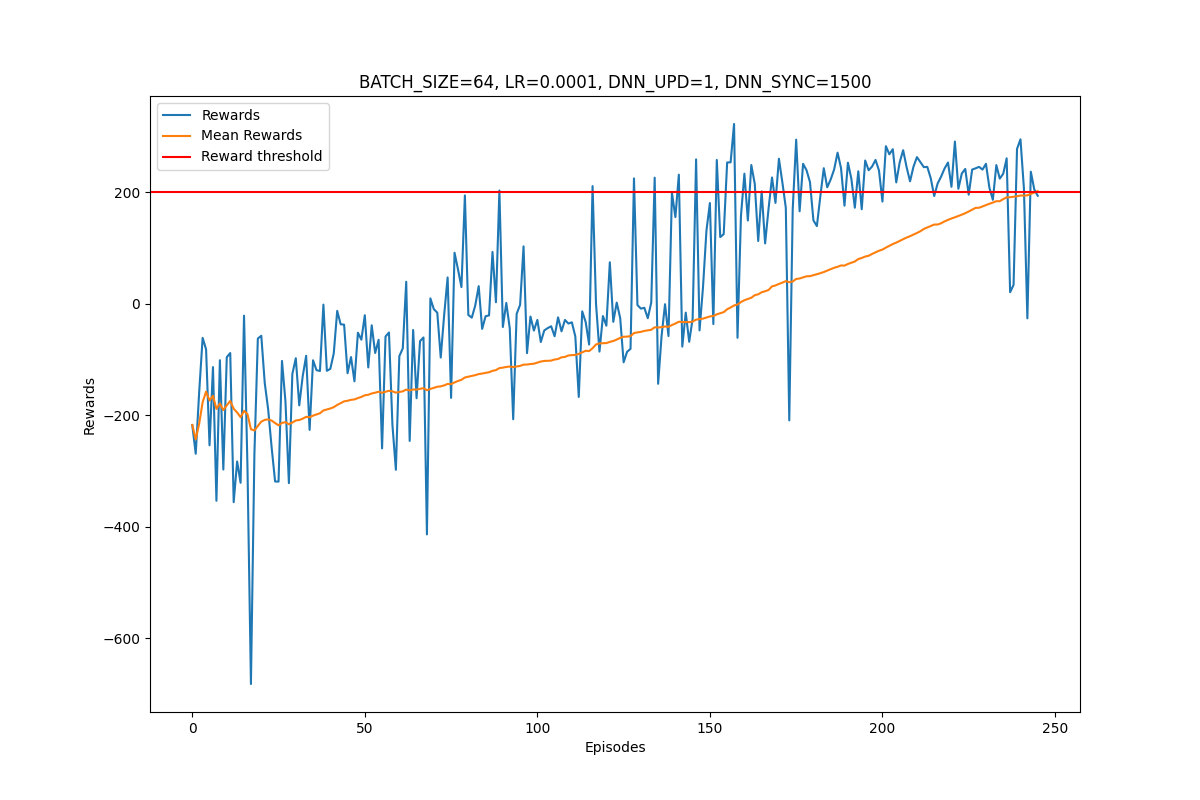 BATCH_SIZE=64, LR=0.0001, DNN_UPD=1, DNN_SYNC=1500
Rewards
Mean Rewards
Reward threshold
200
0
−200
−400
−600
Rewards
0
50
100
150
200
250
Episodes